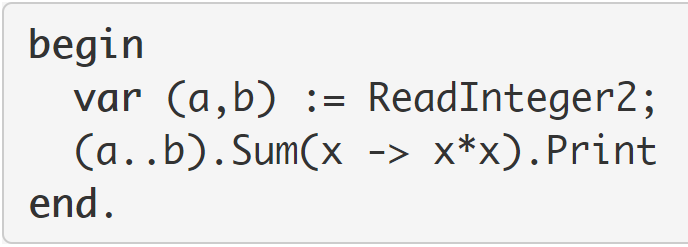 begin
  var (a,b) := ReadInteger2;
  (a..b).Sum(x -> x*x).Print
end.